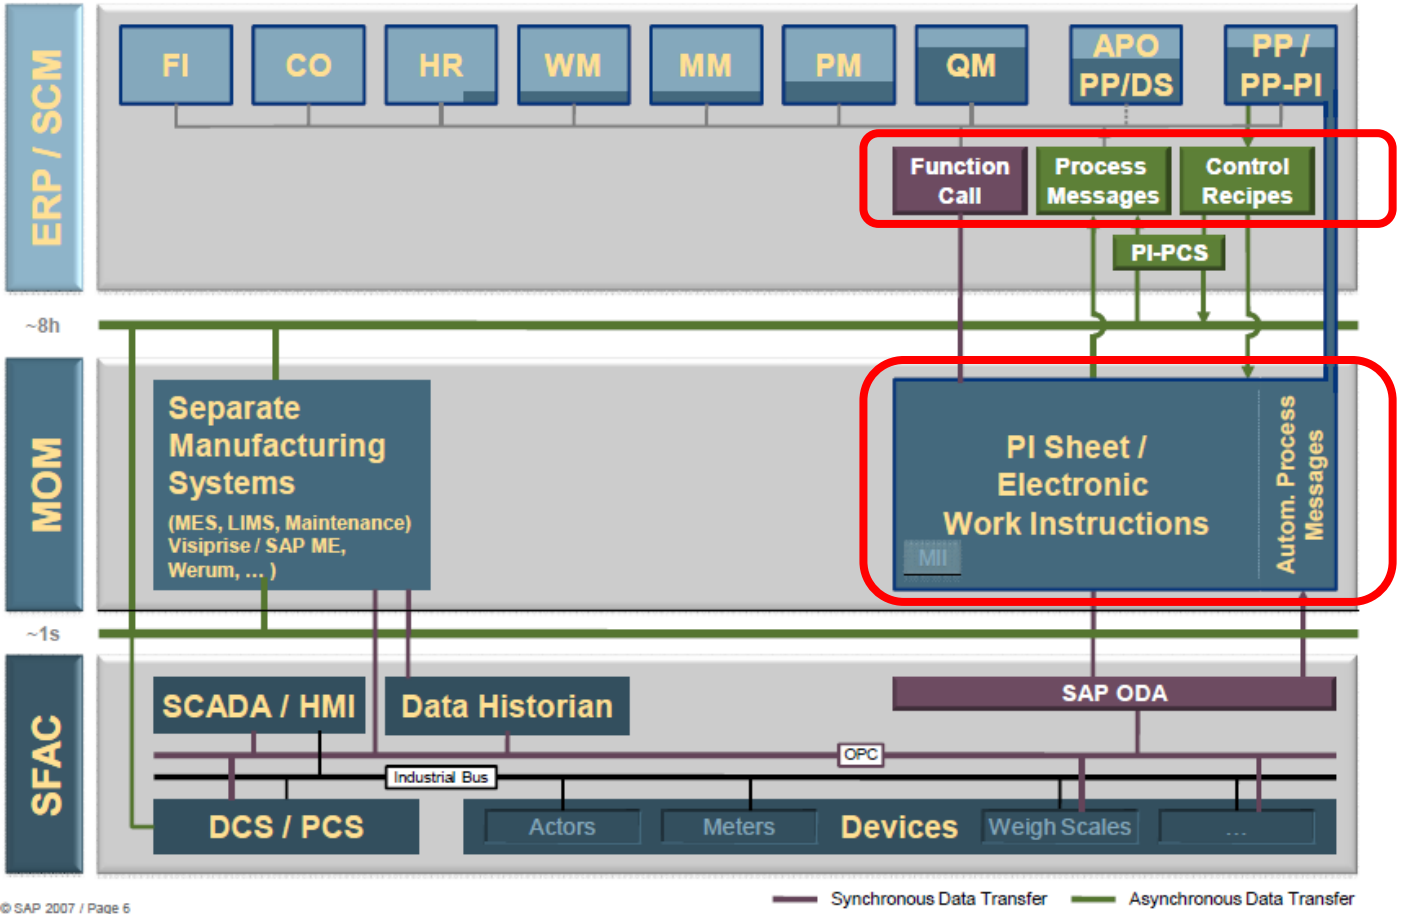 ERP / SCM
FI
CO
HR
WM
MM
PM
QM
APO
PP/DS
PP /
PP-PI
Function
Call
Process
Messages
Control
Recipes
PI-PCS
~8h
MOM
Separate
Manufacturing
Systems
(MES, LIMS, Maintenance)
Visiprise / SAP ME,
Werum, ... )
PI Sheet /
Electronic
Work Instructions
MII
Autom. Process
Messages
~1s
SFAC
SCADA / HMI
Data Historian
SAP ODA
OPC
Industrial Bus
DCS / PCS
Actors
Meters
Devices
Weigh Scales
...
Synchronous Data Transfer
Asynchronous Data Transfer
© SAP 2007 / Page 6